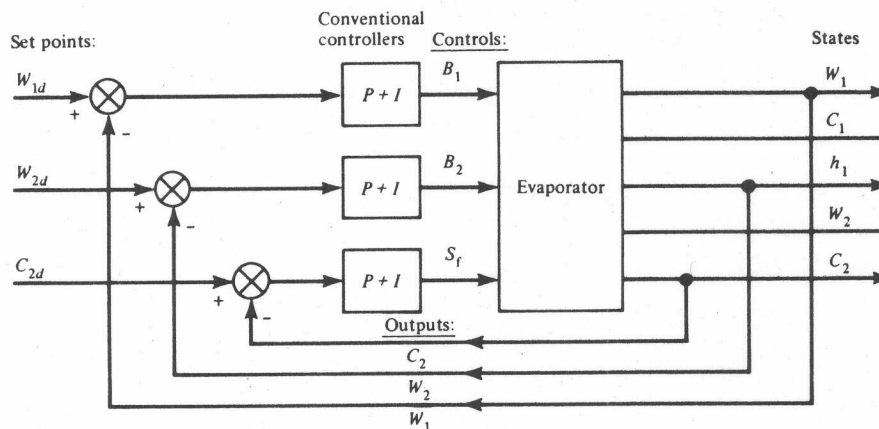 Set points:
Conventional
controllers
Controls:
States
W1d
+
-
P + I
B1
W1
C1
W2d
+
-
P + I
B2
Evaporator
h1
W2
C2d
+
-
P + I
Sf
C2
Outputs:
C2
W2
W1